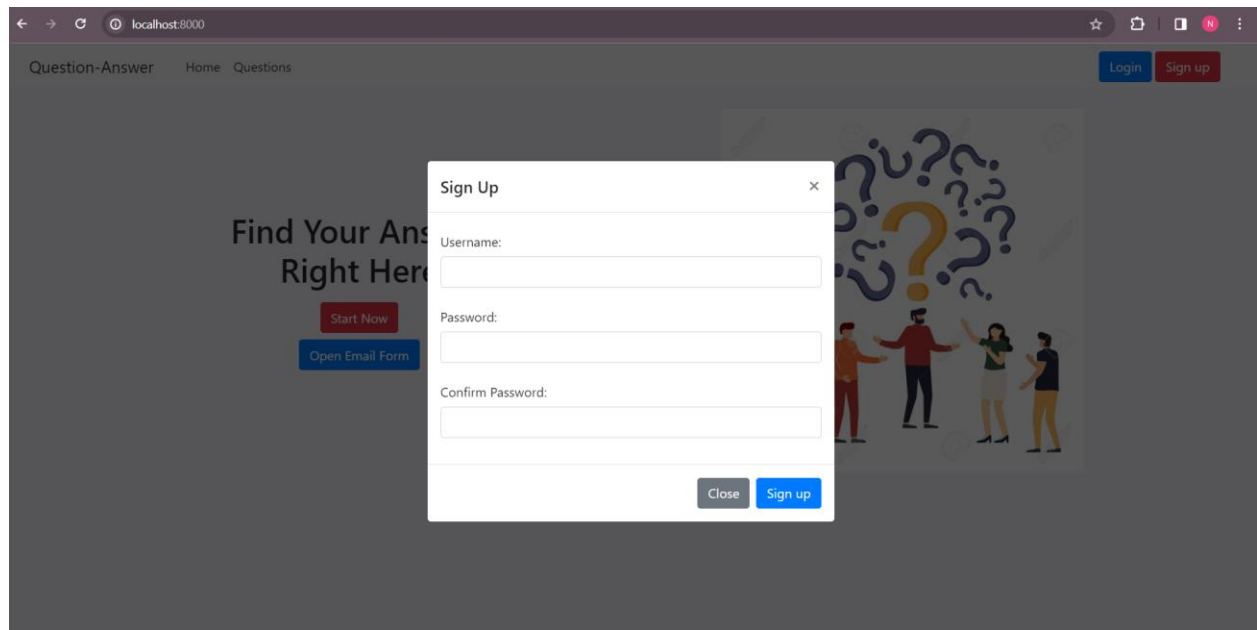 localhost:8000
N
Question-Answer Home Questions Login Sign up
Sign Up ×
Find Your Ans
Right Here
Start Now
Open Email Form
Username:
Password:
Confirm Password:
Close Sign up